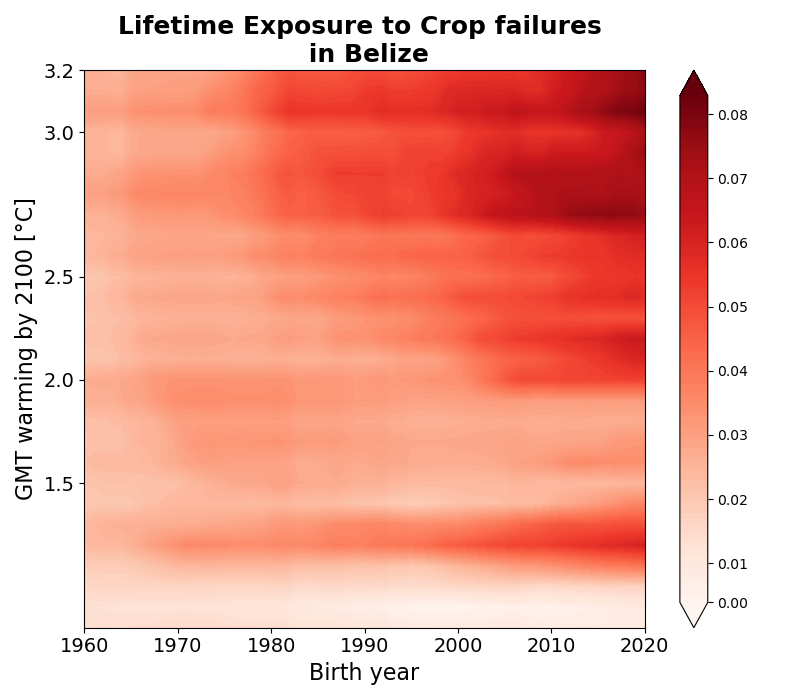 Lifetime Exposure to Crop failures
in Belize
GMT warming by 2100 [°C]
3.2
3.0
2.5
2.0
1.5
1960 1970 1980 1990 2000 2010 2020
Birth year
0.08
0.07
0.06
0.05
0.04
0.03
0.02
0.01
0.00